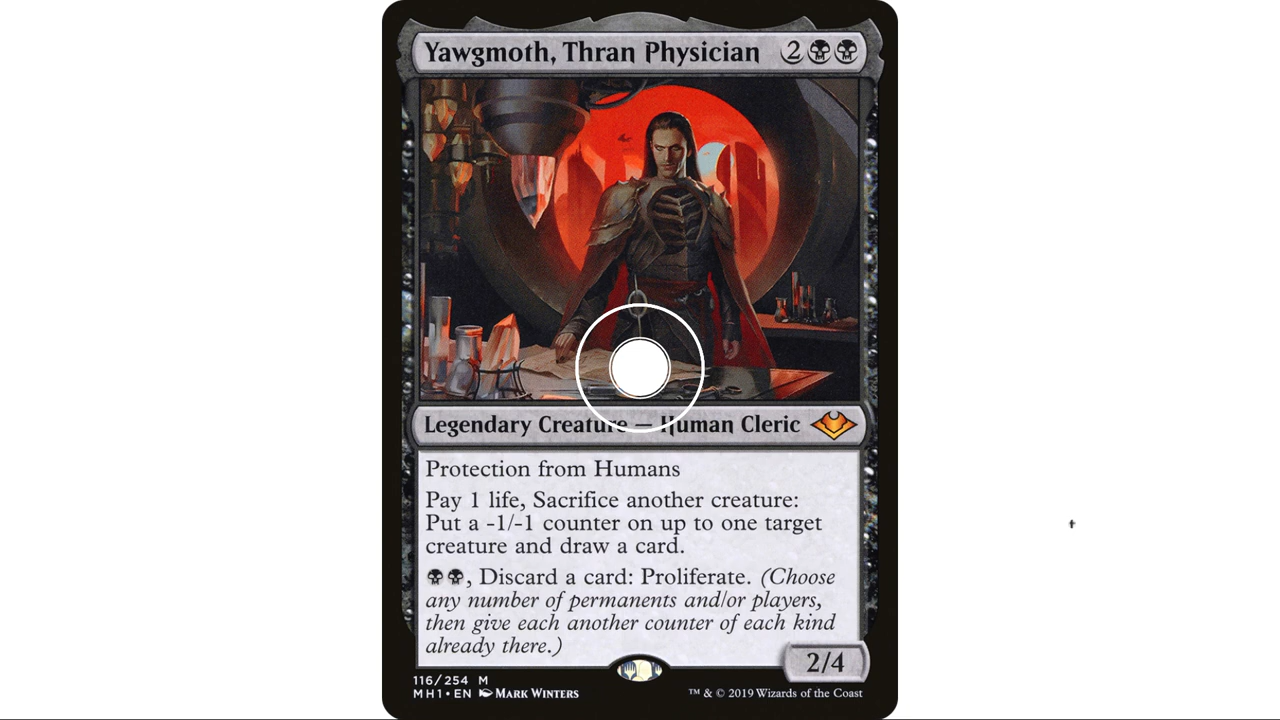 Yawgmoth, Thran Physician 2
Legendary Creature — Human Cleric
Protection from Humans
Pay 1 life, Sacrifice another creature:
Put a -1/-1 counter on up to one target
creature and draw a card.
, Discard a card: Proliferate. (Choose
any number of permanents and/or players,
then give each another counter of each kind
already there.)
2/4
116/254 M
MH1 • EN MARK WINTERS
™ & © 2019 Wizards of the Coast